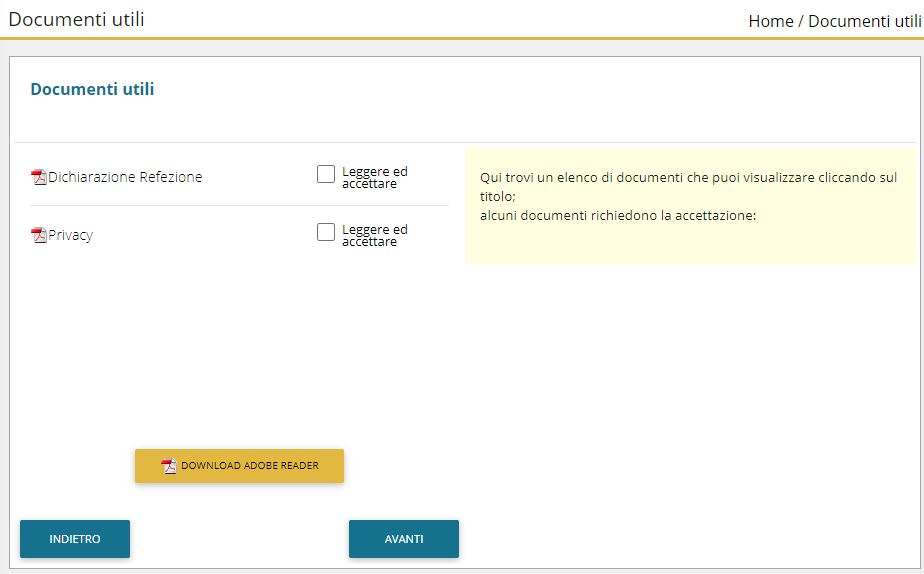 Documenti utili
Home / Documenti utili
Documenti utili
Dichiarazione Refezione
Leggere ed
accettare
Privacy
Leggere ed
accettare
Qui trovi un elenco di documenti che puoi visualizzare cliccando sul
titolo;
alcuni documenti richiedono la accettazione:
DOWNLOAD ADOBE READER
INDIETRO
AVANTI